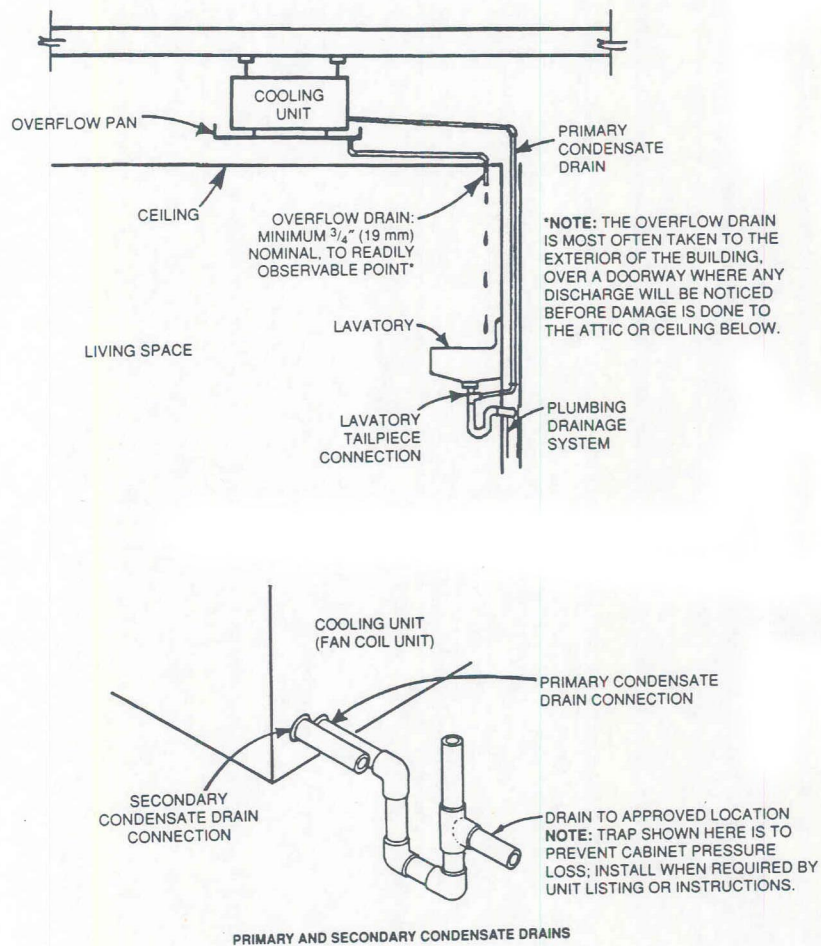 COOLING
UNIT
OVERFLOW PAN
PRIMARY
CONDENSATE
DRAIN
CEILING
OVERFLOW DRAIN:
MINIMUM 3/4" (19 mm)
NOMINAL, TO READILY
OBSERVABLE POINT*
*NOTE: THE OVERFLOW DRAIN
IS MOST OFTEN TAKEN TO THE
EXTERIOR OF THE BUILDING,
OVER A DOORWAY WHERE ANY
DISCHARGE WILL BE NOTICED
BEFORE DAMAGE IS DONE TO
THE ATTIC OR CEILING BELOW.
LAVATORY
LIVING SPACE
LAVATORY
TAILPIECE
CONNECTION
PLUMBING
DRAINAGE
SYSTEM
COOLING UNIT
(FAN COIL UNIT)
PRIMARY CONDENSATE
DRAIN CONNECTION
SECONDARY
CONDENSATE DRAIN
CONNECTION
DRAIN TO APPROVED LOCATION
NOTE: TRAP SHOWN HERE IS TO
PREVENT CABINET PRESSURE
LOSS; INSTALL WHEN REQUIRED BY
UNIT LISTING OR INSTRUCTIONS.
PRIMARY AND SECONDARY CONDENSATE DRAINS